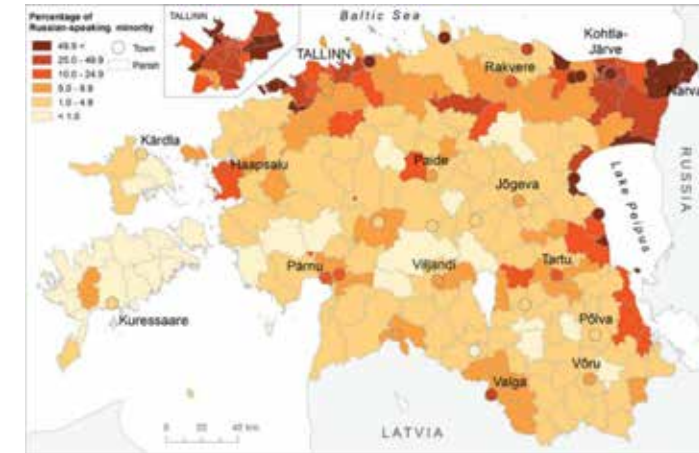 Percentage of
Russian-speaking minority
49.9 <
25.0 - 49.9
10.0 - 24.9
5.0 - 9.9
1.0 - 4.9
< 1.0
Town
Parish
TALLINN
Baltic Sea
TALLINN
Kohtla-
Järve
Rakvere
Narva
Kärdla
Haapsalu
Paide
Jõgeva
Lake Peipus
RUSSIA
Pärnu
Viljandi
Tartu
Kuressaare
Põlva
Võru
Valga
LATVIA
0 20 40 km